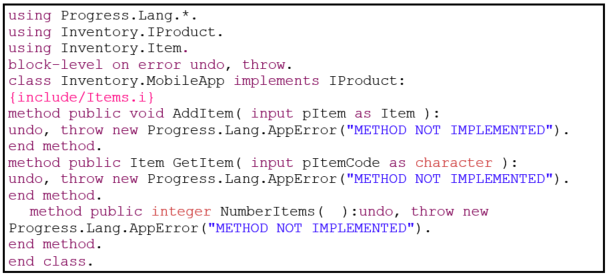 using Progress.Lang.*.
using Inventory.IProduct.
using Inventory.Item.
block-level on error undo, throw.
class Inventory.MobileApp implements IProduct:
{include/Items.i}
method public void AddItem( input pItem as Item ):
undo, throw new Progress.Lang.AppError("METHOD NOT IMPLEMENTED").
end method.
method public Item GetItem( input pItemCode as character ):
undo, throw new Progress.Lang.AppError("METHOD NOT IMPLEMENTED").
end method.
method public integer NumberItems(  ):undo, throw new
Progress.Lang.AppError("METHOD NOT IMPLEMENTED").
end method.
end class.